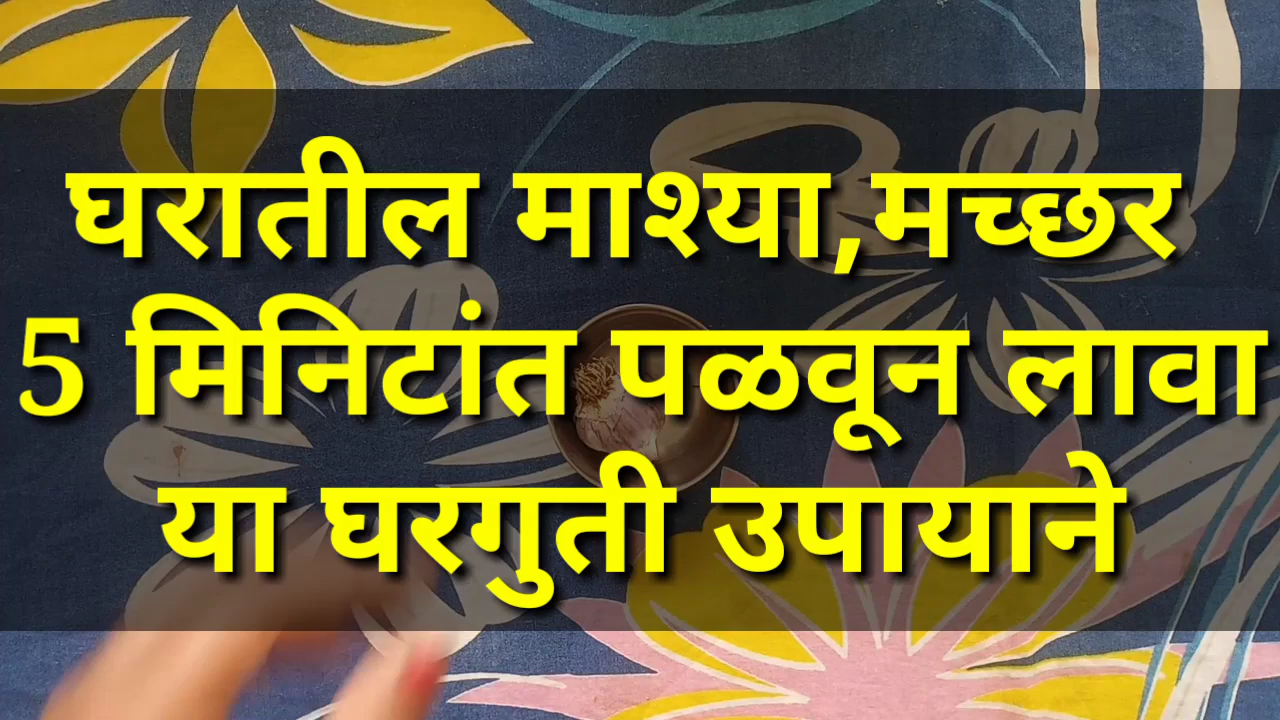 घरातील माश्या,मच्छर
5 मिनिटांत पळवून लावा
या घरगुती उपायाने